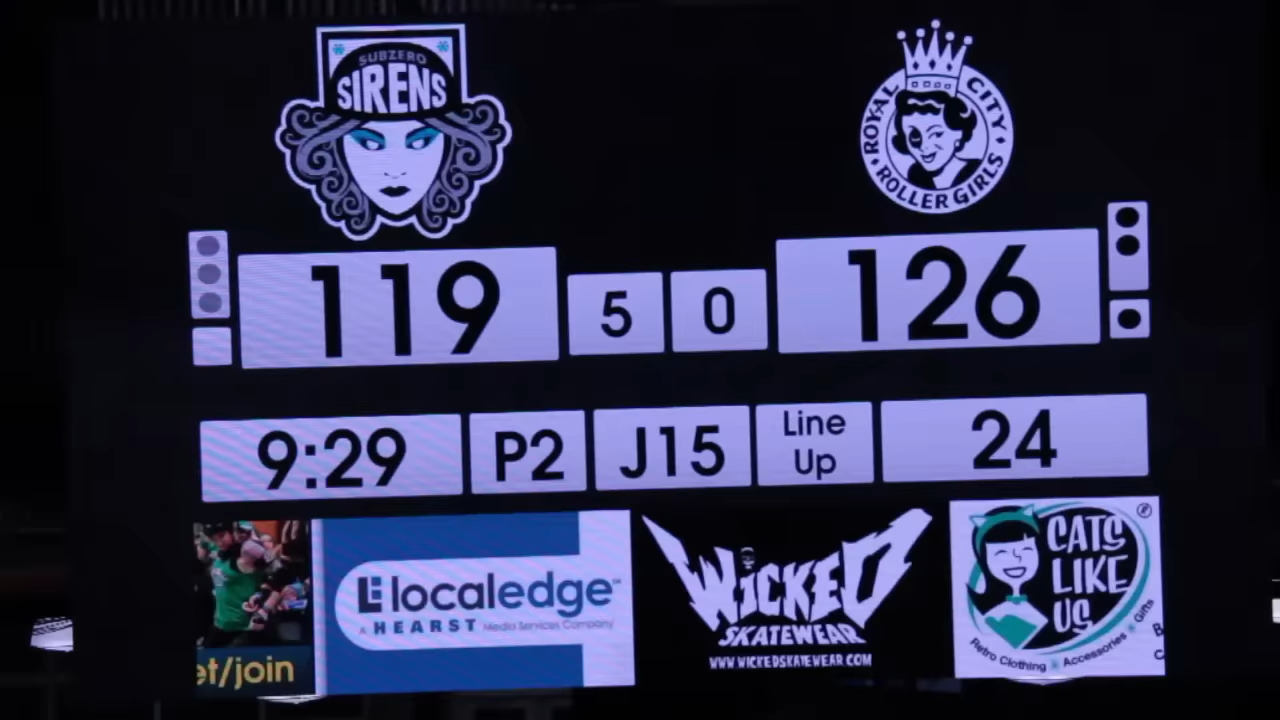 SUBZERO
SIRENS
ROYAL CITY
ROLLER GIRLS
119
5
0
126
9:29
P2
J15
Line
Up
24
et/join
localedge
A HEARST Media Services Company
WICKED
SKATEWEAR
WWW.WICKEDSKATEWEAR.COM
CATS
LIKE
US
Retro Clothing Accessories Gifts